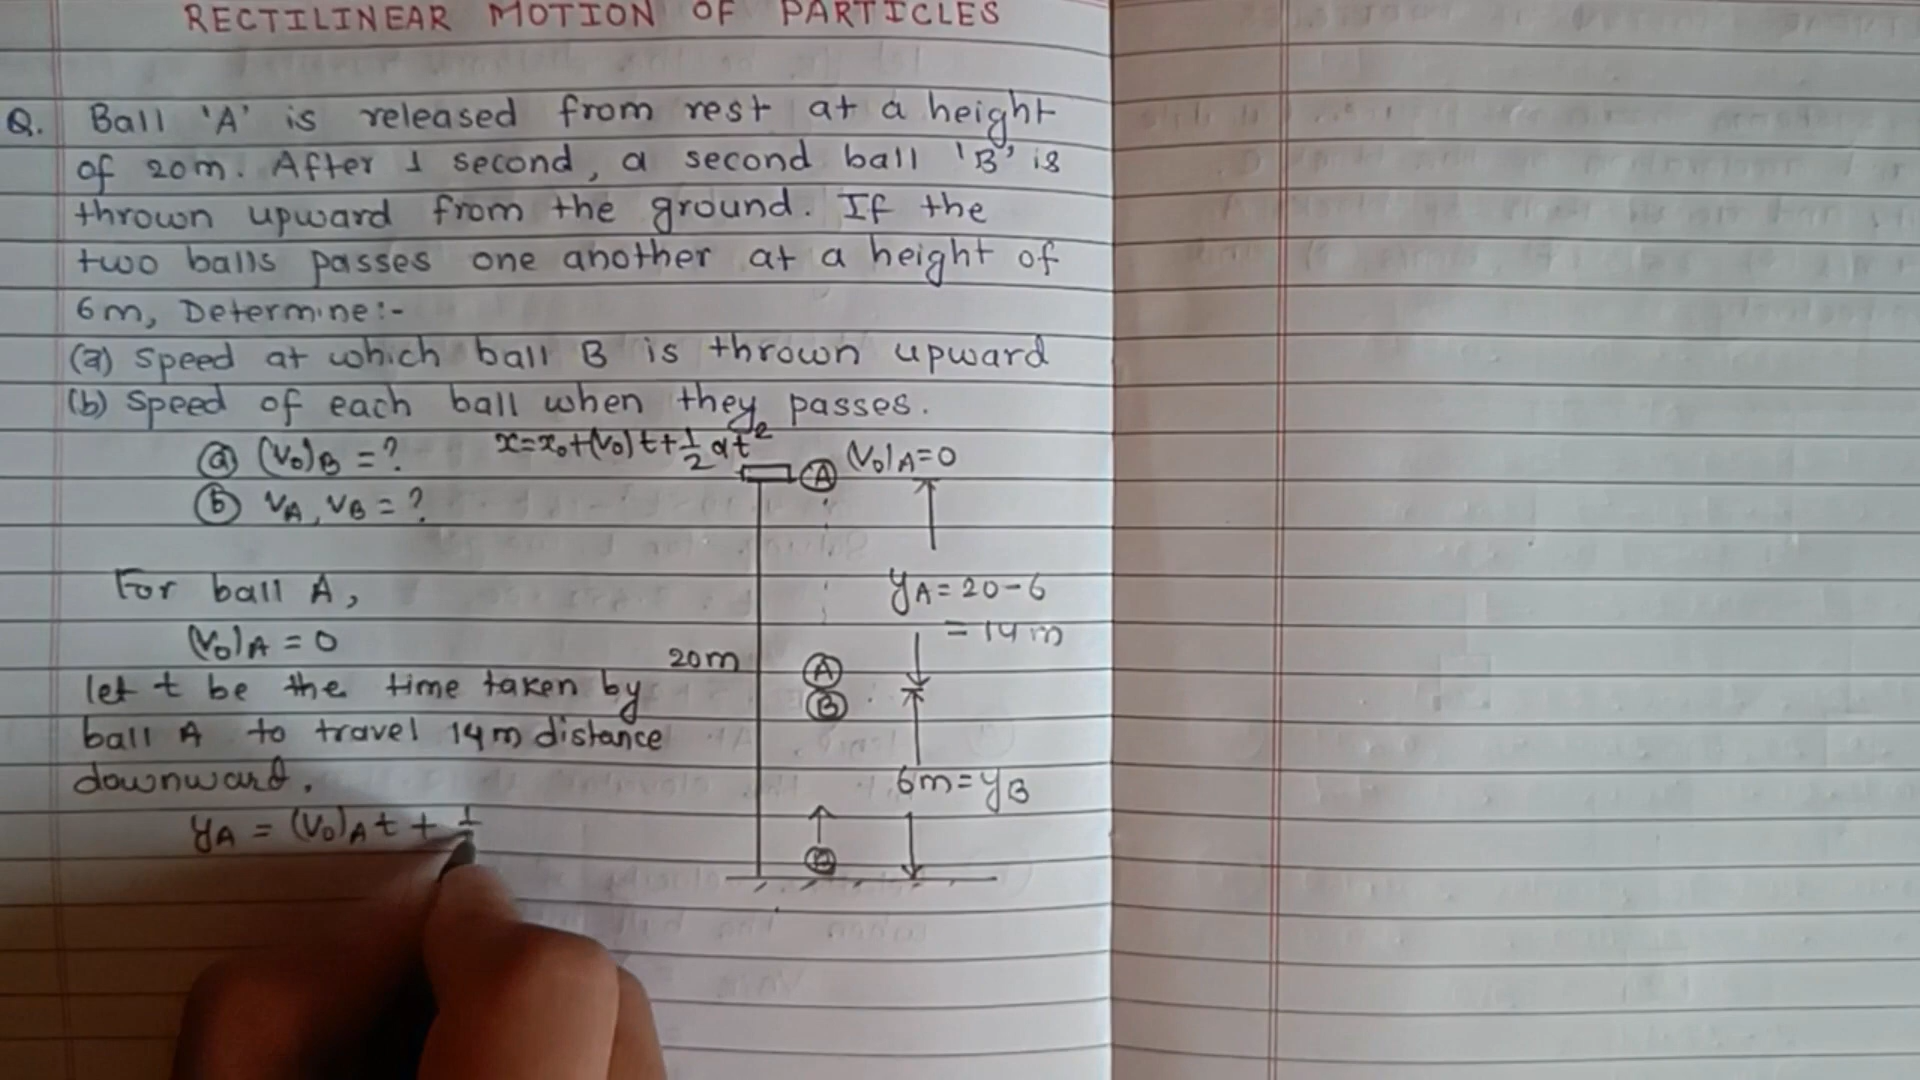 RECTILINEAR MOTION OF PARTICLES
Q. Ball 'A' is released from rest at a height
of 20m. After 1 second, a second ball 'B' is
thrown upward from the ground. If the
two balls passes one another at a height of
6m, Determine:-
(a) Speed at which ball B is thrown upward
(b) Speed of each ball when they passes.
(a) (V₀)B = ?
x=x₀+(V₀)t+½at²
(b) VA, VB = ?
A (V₀)A=0
For ball A,
(V₀)A = 0
let t be the time taken by
ball A to travel 14m distance
downward.
yA = (V₀)A t + 1
yA = 20-6
= 14m
20m
A
B
6m = yB
B